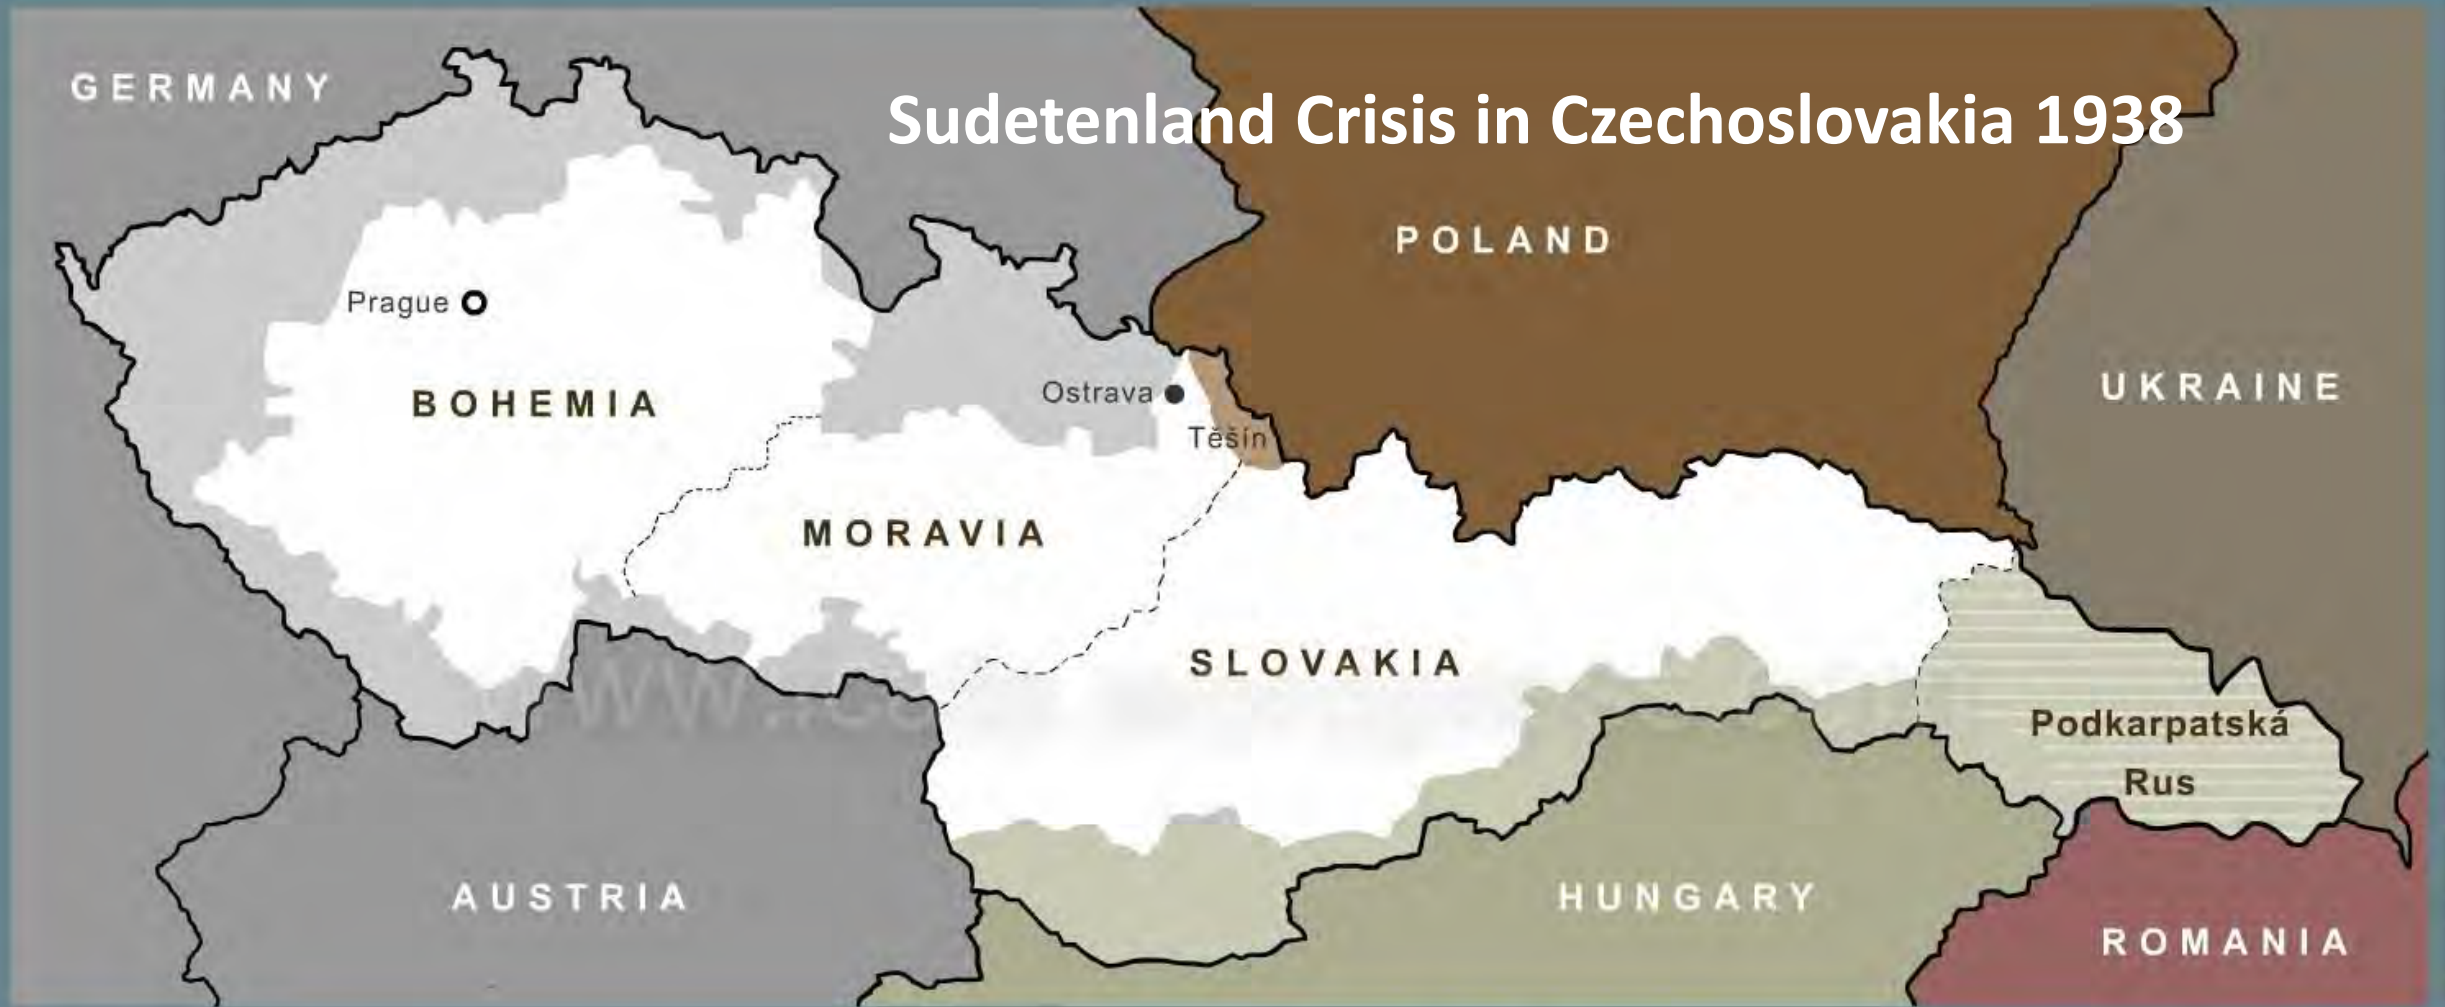 GERMANY
Sudetenland Crisis in Czechoslovakia 1938
POLAND
Prague
UKRAINE
Ostrava
BOHEMIA
Těšín
MORAVIA
SLOVAKIA
Podkarpatská
Rus
AUSTRIA
HUNGARY
ROMANIA